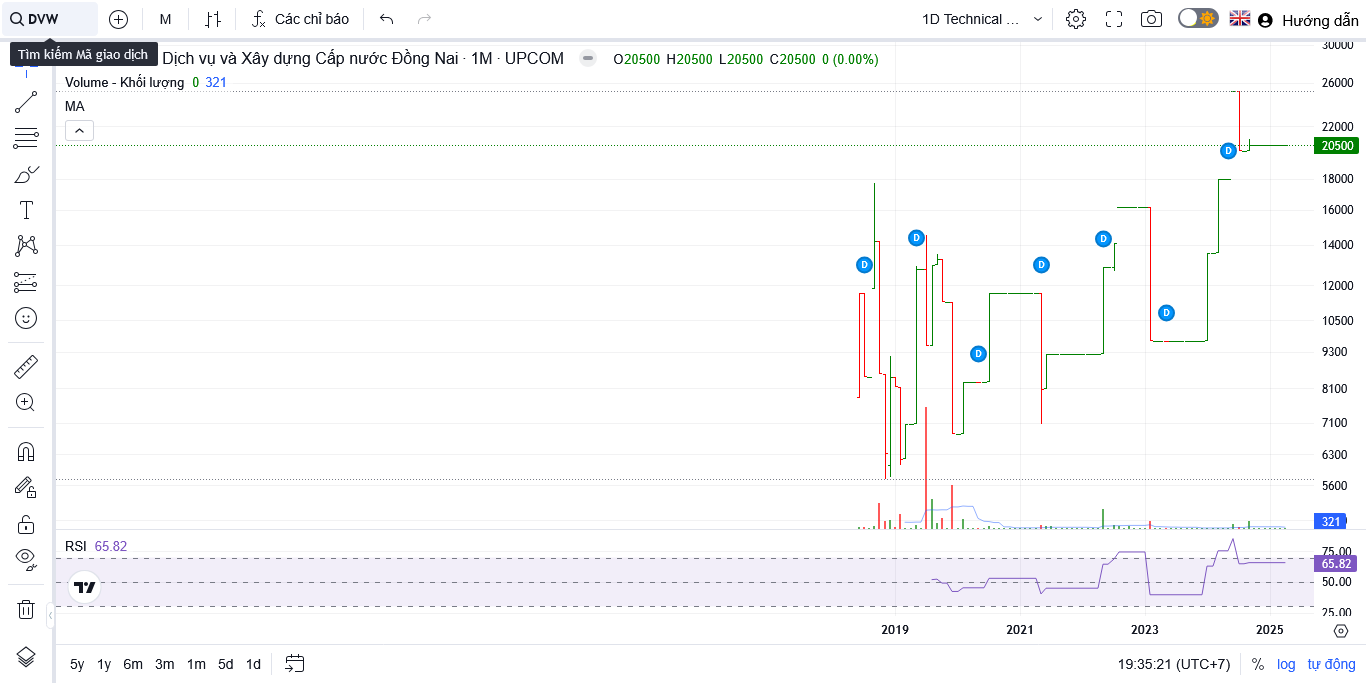 DVW M Các chỉ báo 1D Technical ... Hướng dẫn
Tìm kiếm Mã giao dịch
Dịch vụ và Xây dựng Cấp nước Đồng Nai · 1M · UPCOM O20500 H20500 L20500 C20500 0 (0.00%)
Volume - Khối lượng 0 321
MA
30000
26000
22000
20500
18000
16000
14000
12000
10500
9300
8100
7100
6300
5600
321
D
D
D
D
D
D
D
RSI 65.82
75.00
65.82
50.00
25.00
2019 2021 2023 2025
5y 1y 6m 3m 1m 5d 1d 19:35:21 (UTC+7) % log tự động